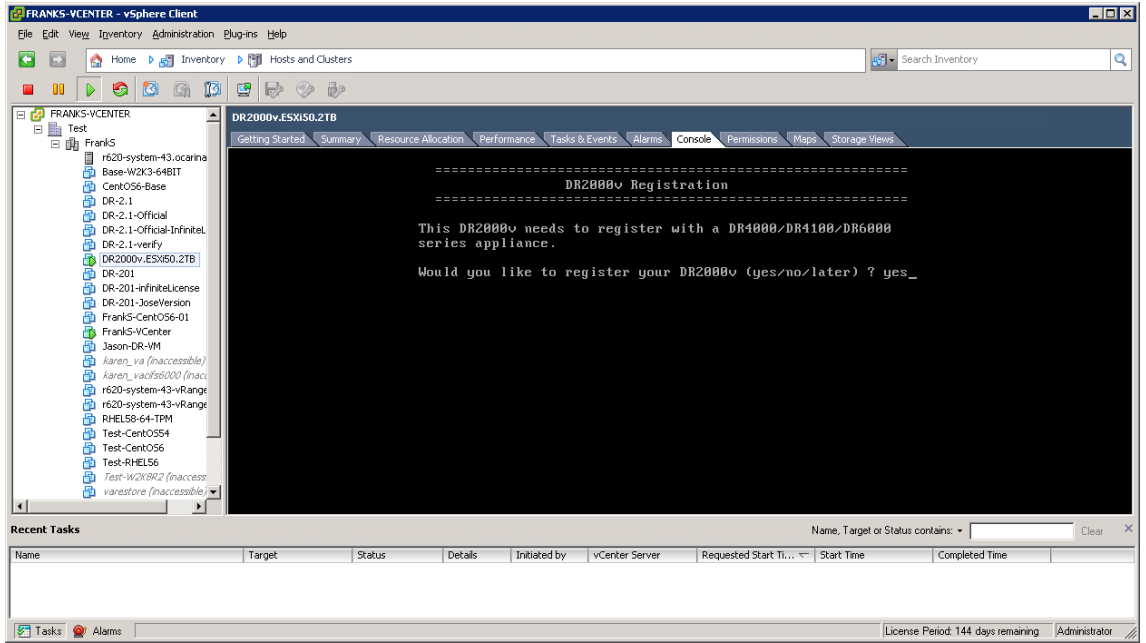 FRANKS-VCENTER - vSphere Client
File Edit View Inventory Administration Plug-ins Help
Home Inventory Hosts and Clusters
Search Inventory
FRANKS-VCENTER
Test
FrankS
r620-system-43.ocarina
Base-W2K3-64BIT
CentOS6-Base
DR-2.1
DR-2.1-Official
DR-2.1-Official-InfiniteL
DR-2.1-verify
DR2000v.ESXi50.2TB
DR-201
DR-201-infiniteLicense
DR-201-JoseVersion
FrankS-CentOS6-01
FrankS-VCenter
Jason-DR-VM
karen_va (inaccessible)
karen_vacifs6000 (inacc
r620-system-43-vRange
r620-system-43-vRange
RHEL58-64-TPM
Test-CentOS54
Test-CentOS6
Test-RHEL56
Test-W2K8R2 (inaccess
varestore (inaccessible)
DR2000v.ESXi50.2TB
Getting Started Summary Resource Allocation Performance Tasks & Events Alarms Console Permissions Maps Storage Views
==========================================================
DR2000v Registration
==========================================================
This DR2000v needs to register with a DR4000/DR4100/DR6000
series appliance.
Would you like to register your DR2000v (yes/no/later) ? yes_
Recent Tasks
Name, Target or Status contains: Clear
Name Target Status Details Initiated by vCenter Server Requested Start Ti... Start Time Completed Time
Tasks Alarms License Period: 144 days remaining Administrator